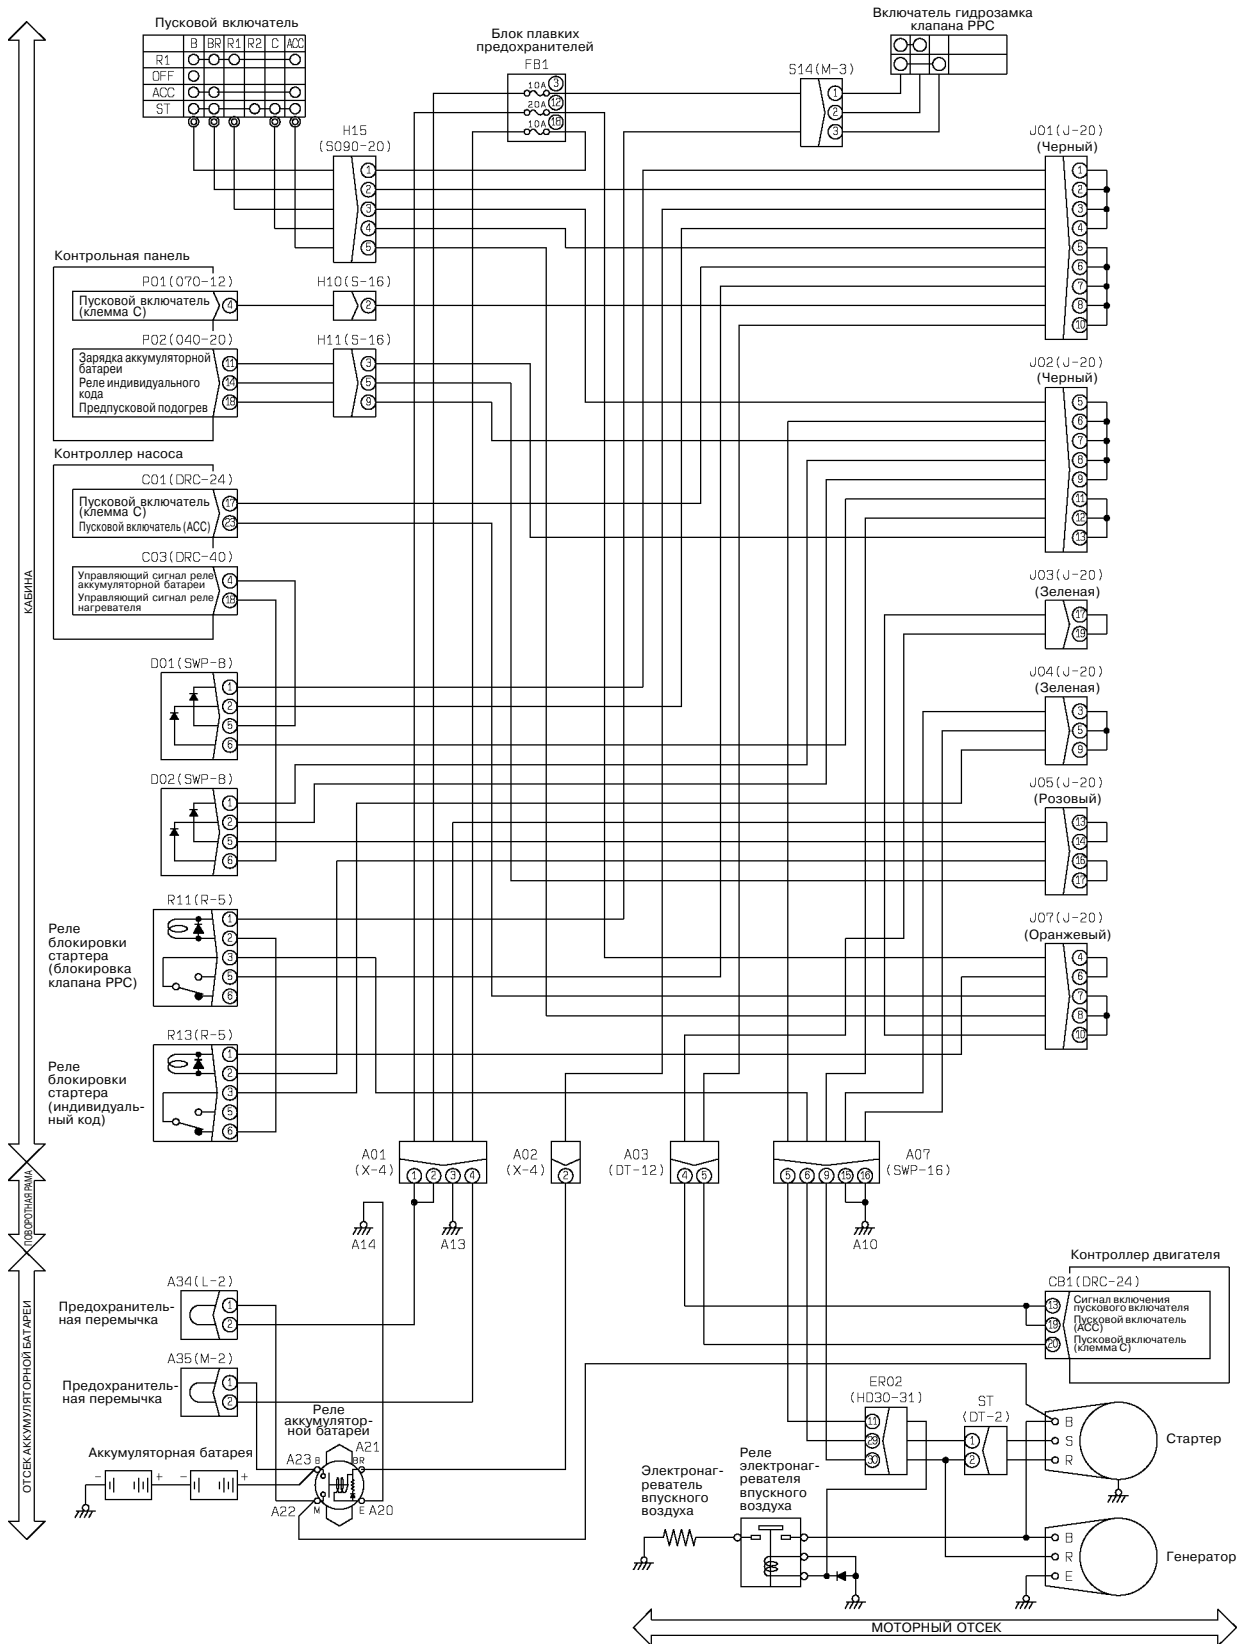 Пусковой включатель
B BR R1 R2 C ACC
R1
OFF
ACC
ST
Блок плавких
предохранителей
FB1
10A 3
20A 12
10A 18
Включатель гидрозамка
клапана PPC
S14(M-3)
1
2
3
H15
(S090-20)
1
2
3
4
5
J01(J-20)
(Черный)
1
2
3
4
5
6
7
8
10
Контрольная панель
P01(070-12)
Пусковой включатель
(клемма С)
4
H10(S-16)
2
P02(040-20)
Зарядка аккумуляторной
батареи
11
Реле индивидуального
кода
14
Предпусковой подогрев
18
H11(S-16)
3
5
9
J02(J-20)
(Черный)
5
6
7
8
9
11
12
13
Контроллер насоса
C01(DRC-24)
Пусковой включатель
(клемма С)
17
Пусковой включатель (АСС)
23
C03(DRC-40)
Управляющий сигнал реле
аккумуляторной батареи
4
Управляющий сигнал реле
нагревателя
18
КАБИНА
J03(J-20)
(Зеленая)
17
19
D01(SWP-8)
1
2
5
6
J04(J-20)
(Зеленая)
3
5
9
D02(SWP-8)
1
2
5
6
J05(J-20)
(Розовый)
13
14
16
17
R11(R-5)
1
2
3
5
6
Реле
блокировки
стартера
(блокировка
клапана PPC)
J07(J-20)
(Оранжевый)
4
6
7
8
10
R13(R-5)
1
2
3
5
6
Реле
блокировки
стартера
(индивидуаль-
ный код)
A01
(X-4)
1 2 3 4
A02
(X-4)
2
A03
(DT-12)
4 5
A07
(SWP-16)
5 6 9 15 16
ПОВОРОТНАЯ РАМА
A14
A13
A10
Контроллер двигателя
CB1(DRC-24)
13
Сигнал включения
пускового включателя
19
Пусковой включатель
(АСС)
20
Пусковой включатель
(клемма С)
ОТСЕК АККУМУЛЯТОРНОЙ БАТАРЕИ
A34(L-2)
1
2
Предохранитель-
ная перемычка
A35(M-2)
1
2
Предохранитель-
ная перемычка
Реле
аккумулятор-
ной батареи
A23 B A21 BR
A22 M E A20
Аккумуляторная батарея
- + - +
ER02
(HD30-31)
11
29
30
ST
(DT-2)
1
2
B
S
R
Стартер
Электронаг-
реватель
впускного
воздуха
Реле
электронаг-
ревателя
впускного
воздуха
B
R
E
Генератор
МОТОРНЫЙ ОТСЕК